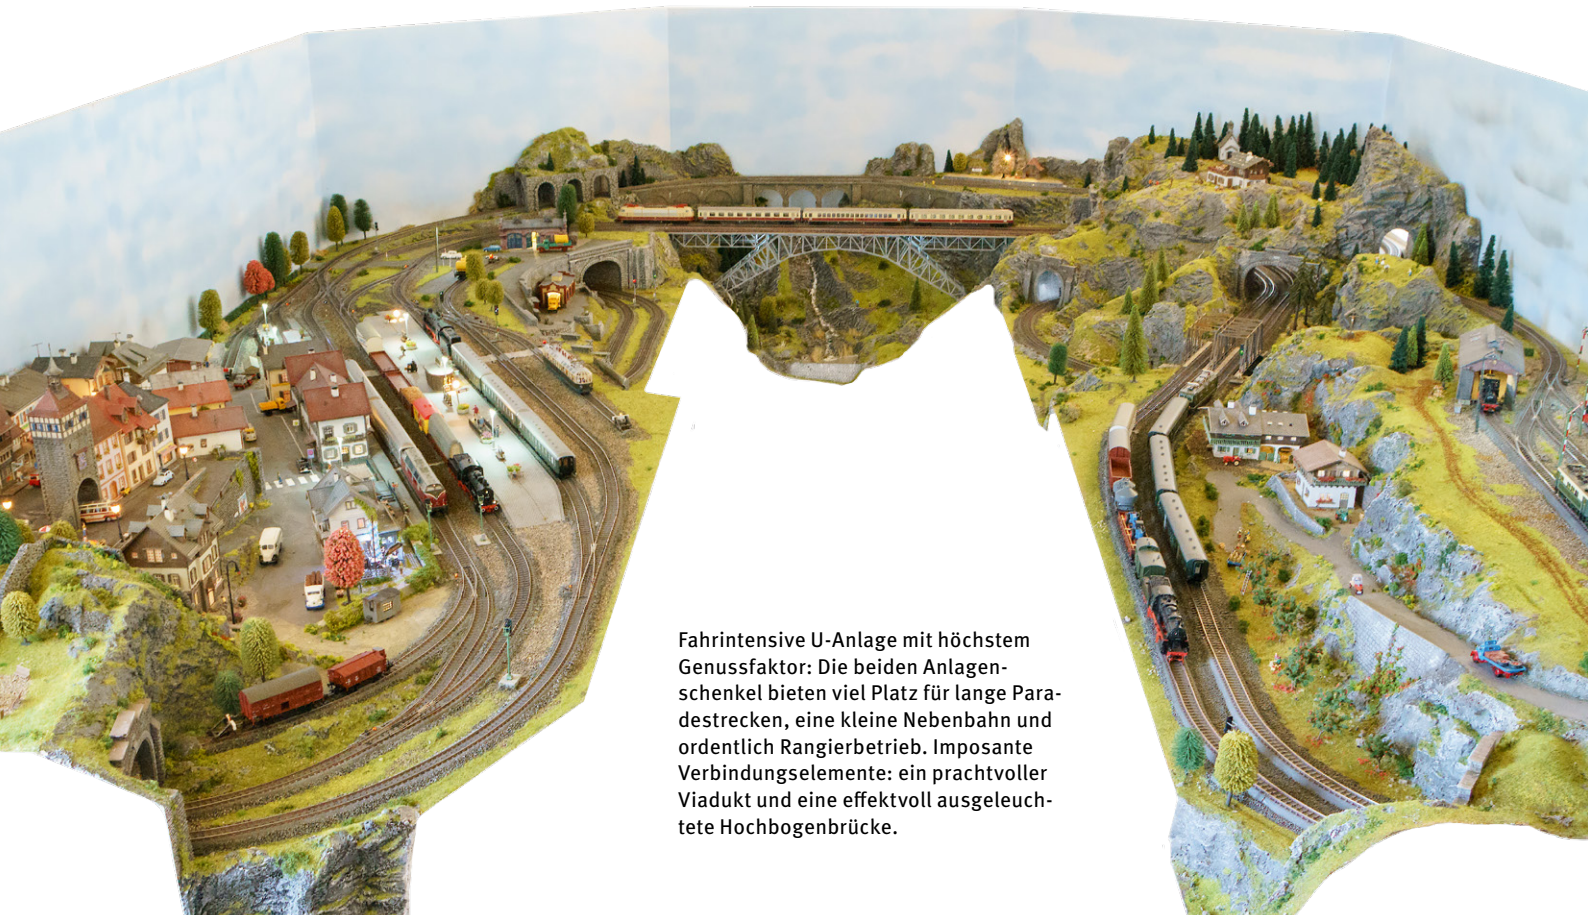 Fahrintensive U-Anlage mit höchstem
Genussfaktor: Die beiden Anlagen-
schenkel bieten viel Platz für lange Para-
destrecken, eine kleine Nebenbahn und
ordentlich Rangierbetrieb. Imposante
Verbindungselemente: ein prachtvoller
Viadukt und eine effektvoll ausgeleuch-
tete Hochbogenbrücke.